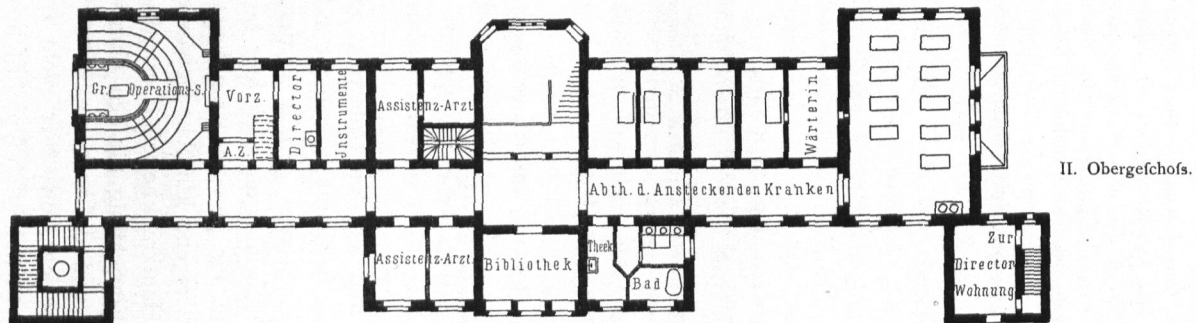 Gr. Operations-S.
Vorz.
A.Z.
Director
Jnstrumente
Assistenz-Arzt
Wärterin
Abth. d. Ansteckenden Kranken
II. Obergeſchoſs.
Assistenz-Arzt.
Bibliothek
Theek.
Bad
Zur
Director
Wohnung